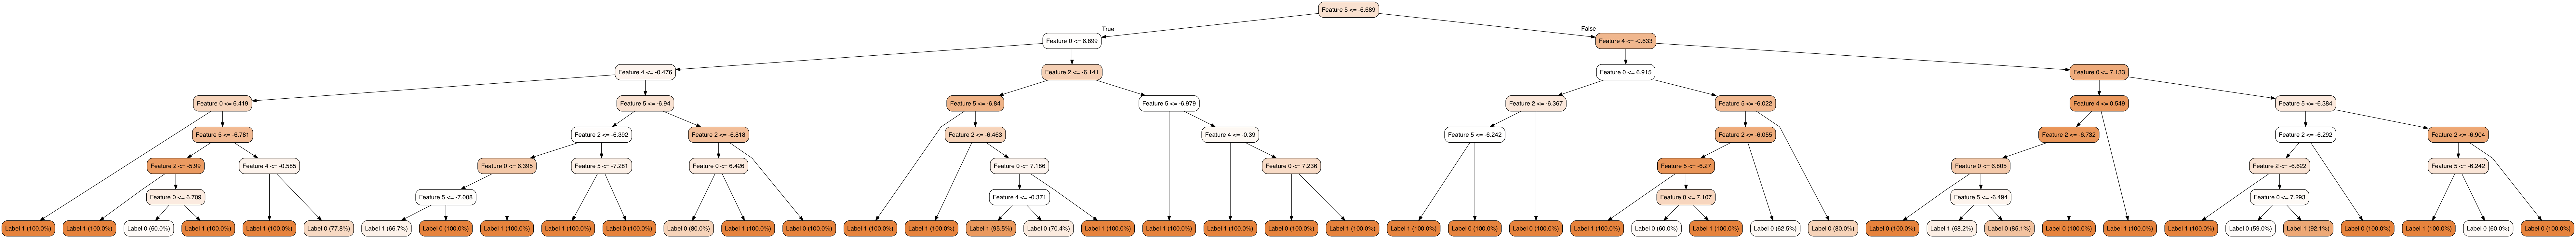 Feature 5 <= -6.689
True
False
Feature 0 <= 6.899
Feature 4 <= -0.633
Feature 4 <= -0.476
Feature 2 <= -6.141
Feature 0 <= 6.915
Feature 0 <= 7.133
Feature 0 <= 6.419
Feature 5 <= -6.94
Feature 5 <= -6.84
Feature 5 <= -6.979
Feature 2 <= -6.367
Feature 5 <= -6.022
Feature 4 <= 0.549
Feature 5 <= -6.384
Feature 5 <= -6.781
Feature 2 <= -6.392
Feature 2 <= -6.818
Feature 2 <= -6.463
Feature 4 <= -0.39
Feature 5 <= -6.242
Feature 2 <= -6.055
Feature 2 <= -6.732
Feature 2 <= -6.292
Feature 2 <= -6.904
Feature 2 <= -5.99
Feature 4 <= -0.585
Feature 0 <= 6.395
Feature 5 <= -7.281
Feature 0 <= 6.426
Feature 0 <= 7.186
Feature 0 <= 7.236
Feature 5 <= -6.27
Feature 0 <= 6.805
Feature 2 <= -6.622
Feature 5 <= -6.242
Feature 0 <= 6.709
Feature 5 <= -7.008
Feature 4 <= -0.371
Feature 0 <= 7.107
Feature 5 <= -6.494
Feature 0 <= 7.293
Label 1 (100.0%)
Label 1 (100.0%)
Label 0 (60.0%)
Label 1 (100.0%)
Label 1 (100.0%)
Label 0 (77.8%)
Label 1 (66.7%)
Label 0 (100.0%)
Label 1 (100.0%)
Label 1 (100.0%)
Label 0 (100.0%)
Label 0 (80.0%)
Label 1 (100.0%)
Label 0 (100.0%)
Label 1 (100.0%)
Label 1 (100.0%)
Label 1 (95.5%)
Label 0 (70.4%)
Label 1 (100.0%)
Label 1 (100.0%)
Label 1 (100.0%)
Label 0 (100.0%)
Label 1 (100.0%)
Label 1 (100.0%)
Label 0 (100.0%)
Label 0 (100.0%)
Label 1 (100.0%)
Label 0 (60.0%)
Label 1 (100.0%)
Label 0 (62.5%)
Label 0 (80.0%)
Label 0 (100.0%)
Label 1 (68.2%)
Label 0 (85.1%)
Label 0 (100.0%)
Label 1 (100.0%)
Label 1 (100.0%)
Label 0 (59.0%)
Label 1 (92.1%)
Label 0 (100.0%)
Label 1 (100.0%)
Label 0 (60.0%)
Label 0 (100.0%)